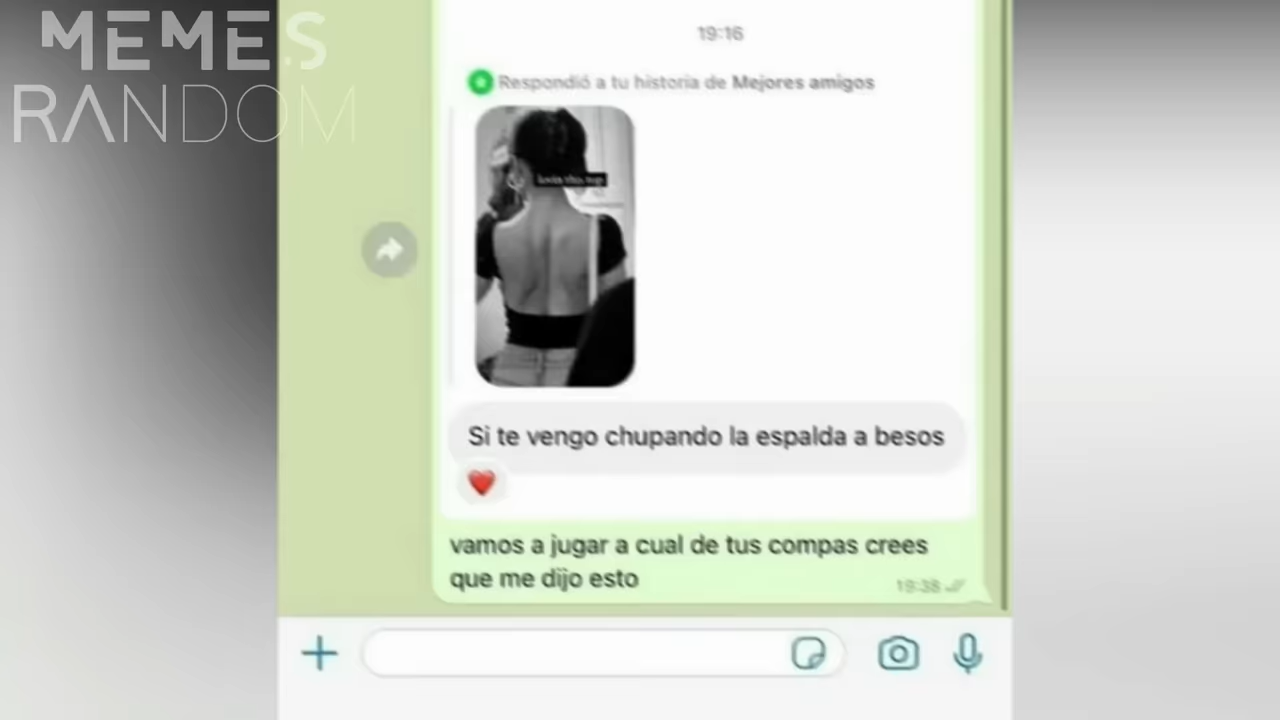 MEMES
RANDOM
19:16
Respondió a tu historia de Mejores amigos
Si te vengo chupando la espalda a besos
vamos a jugar a cual de tus compas crees
que me dijo esto
19:38